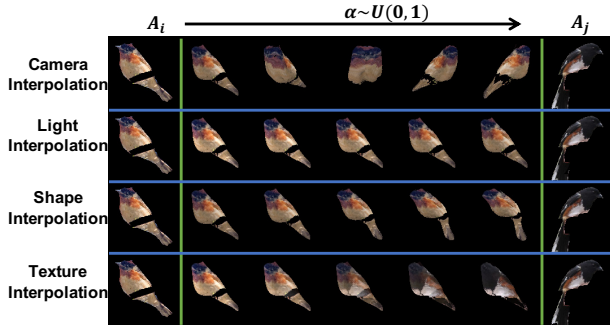 A_i α~U(0,1) A_j
Camera
Interpolation
Light
Interpolation
Shape
Interpolation
Texture
Interpolation